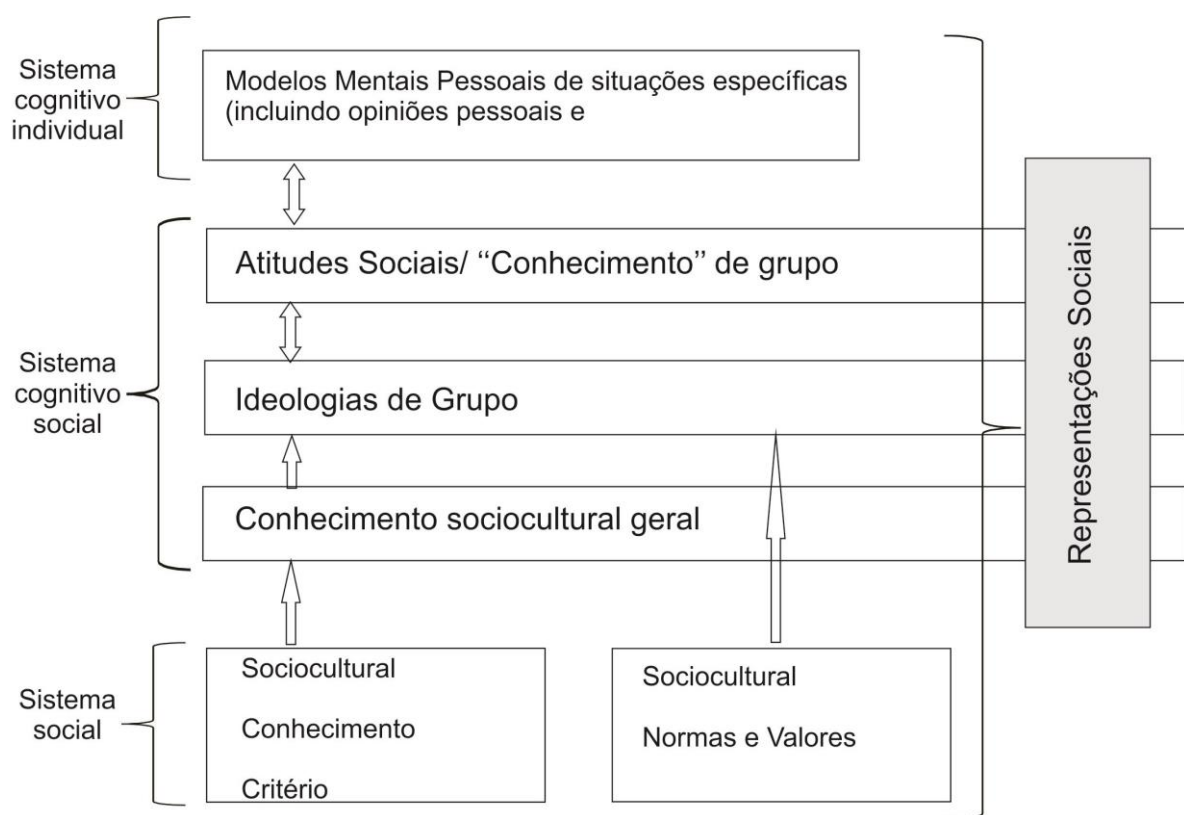 Sistema
cognitivo
individual
Modelos Mentais Pessoais de situações específicas
(incluindo opiniões pessoais e
Sistema
cognitivo
social
Atitudes Sociais/ “Conhecimento” de grupo
Ideologias de Grupo
Conhecimento sociocultural geral
Sistema
social
Sociocultural
Conhecimento
Critério
Sociocultural
Normas e Valores
Representações Sociais